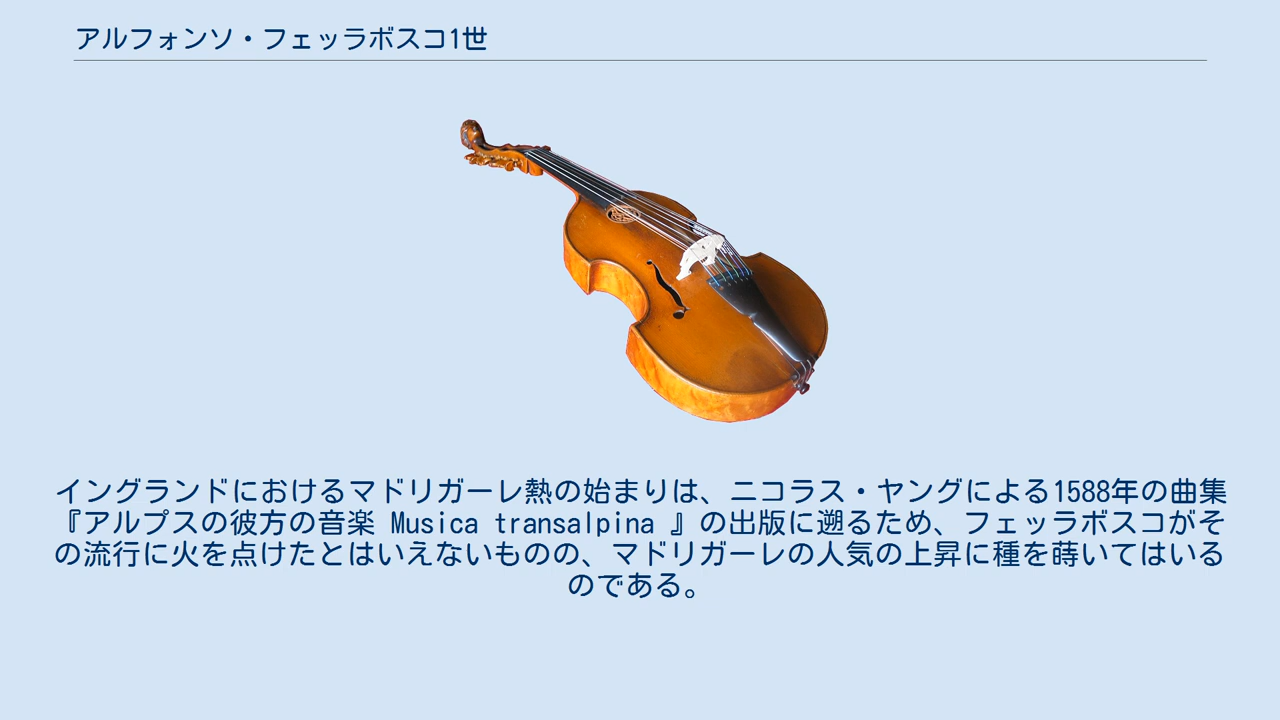 アルフォンソ・フェッラボスコ1世
イングランドにおけるマドリガーレ熱の始まりは、ニコラス・ヤングによる1588年の曲集
『アルプスの彼方の音楽 Musica transalpina 』の出版に遡るため、フェッラボスコがそ
の流行に火を点けたとはいえないものの、マドリガーレの人気の上昇に種を蒔いてはいる
のである。